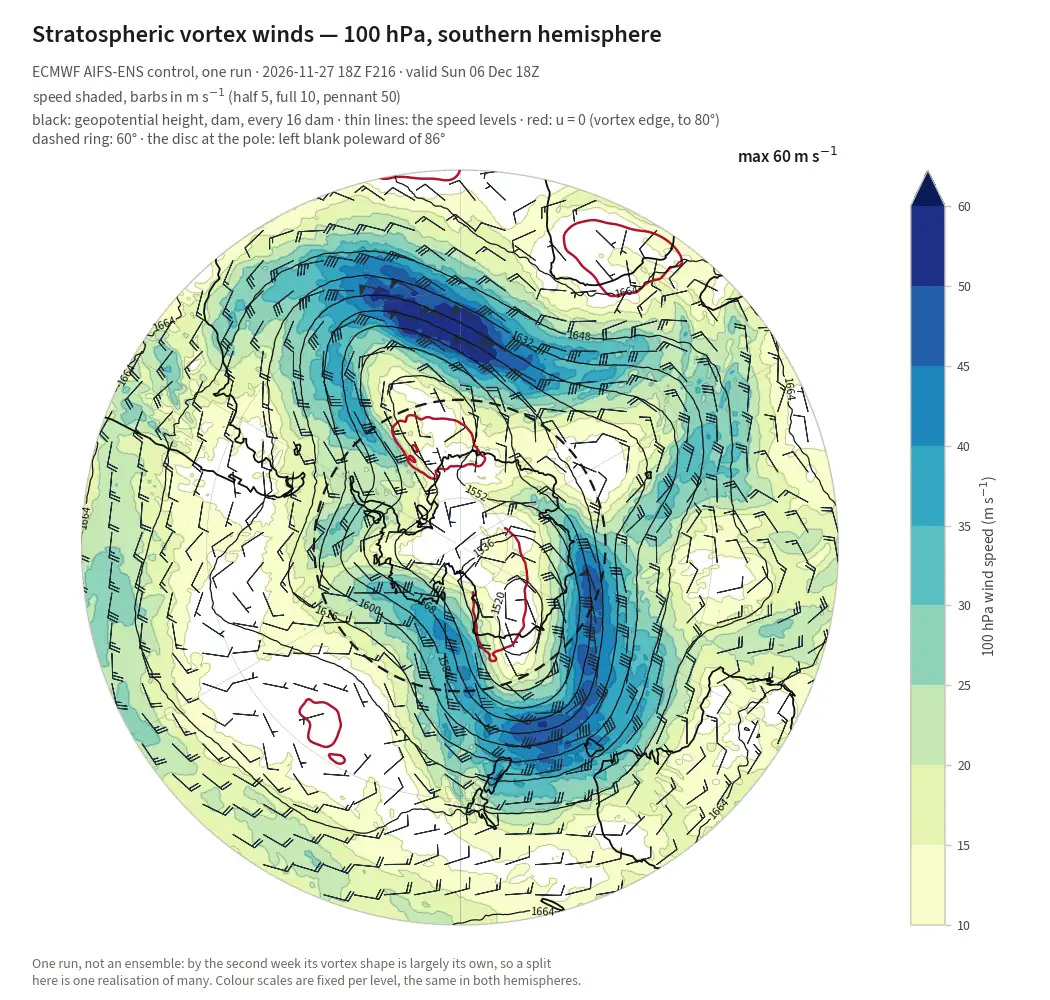 Stratospheric vortex winds — 100 hPa, southern hemisphere
ECMWF AIFS-ENS control, one run · 2026-11-27 18Z F216 · valid Sun 06 Dec 18Z
speed shaded, barbs in m s⁻¹ (half 5, full 10, pennant 50)
black: geopotential height, dam, every 16 dam · thin lines: the speed levels · red: u = 0 (vortex edge, to 80°)
dashed ring: 60° · the disc at the pole: left blank poleward of 86°
max 60 m s⁻¹
60
50
45
40
35
30
25
20
15
10
100 hPa wind speed (m s⁻¹)
1664
1664
1648
1632
1664
1664
1664
1552
1536
1520
1600
1616
1664
1664
One run, not an ensemble: by the second week its vortex shape is largely its own, so a split
here is one realisation of many. Colour scales are fixed per level, the same in both hemispheres.